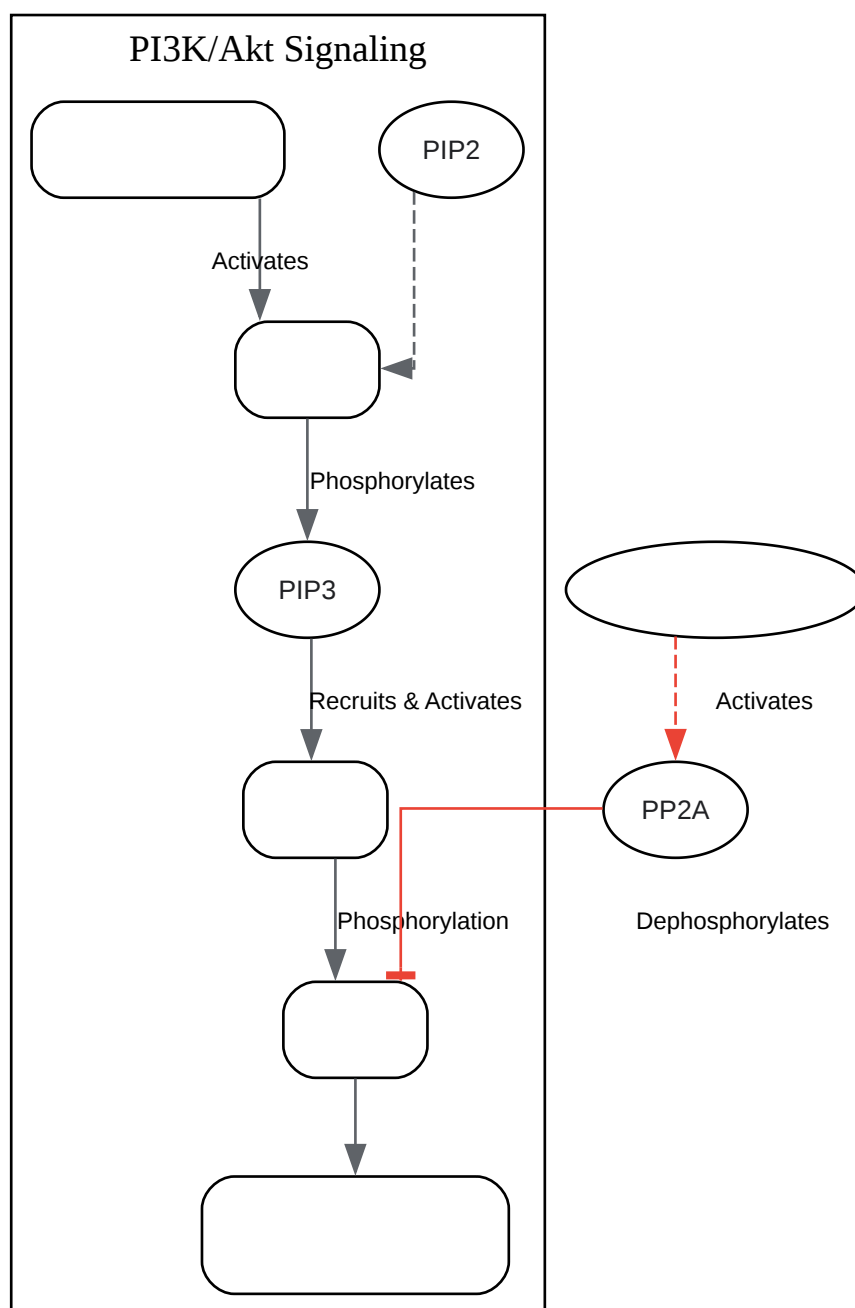 PI3K/Akt Signaling
PIP2
Activates
Phosphorylates
PIP3
Recruits & Activates
Activates
PP2A
Phosphorylation
Dephosphorylates